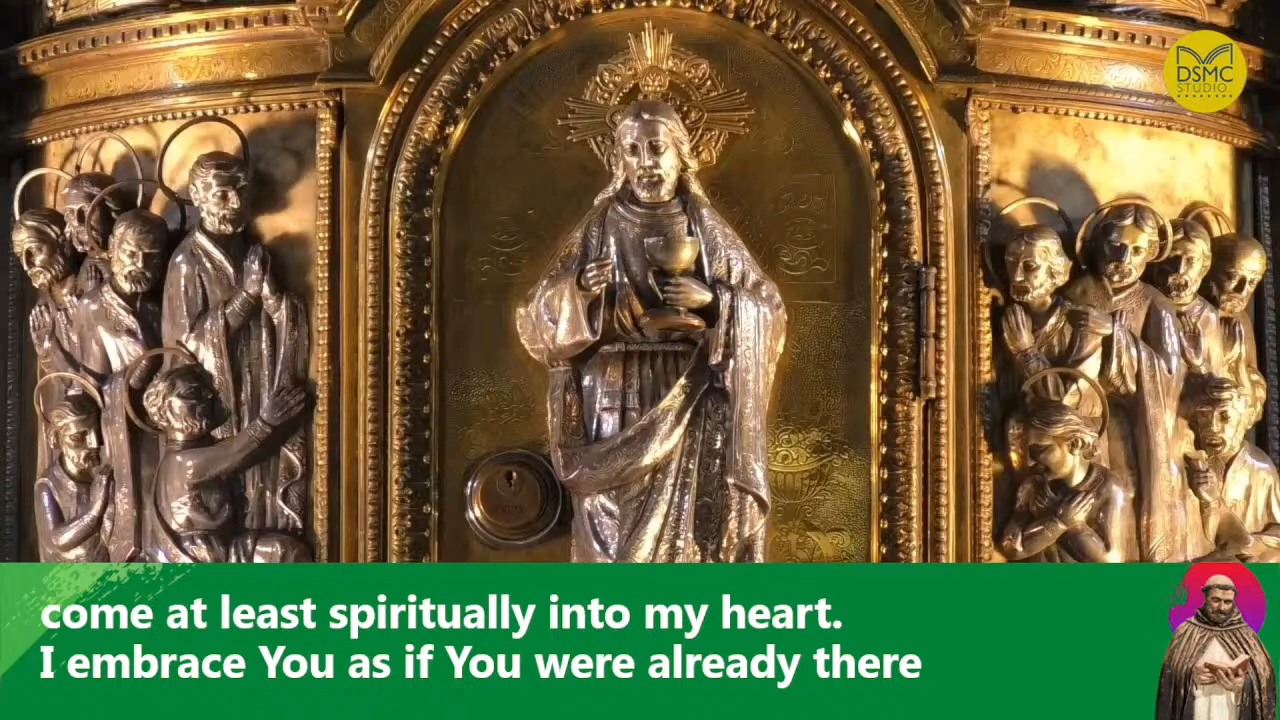 DSMC
STUDIO
come at least spiritually into my heart.
I embrace You as if You were already there